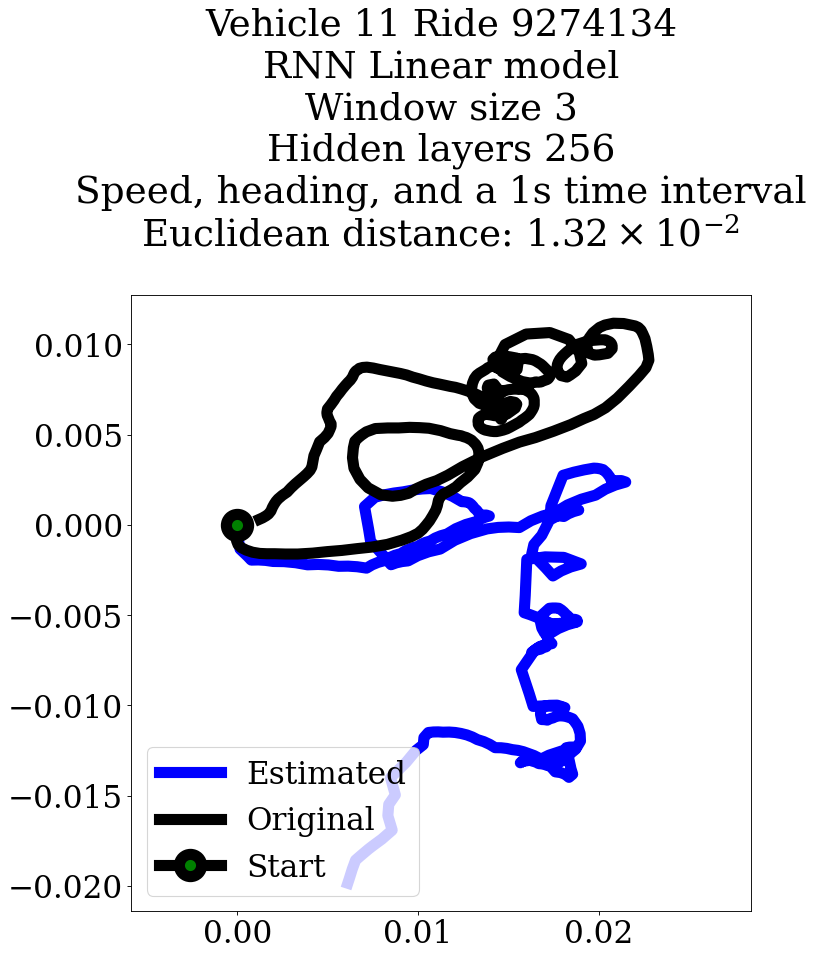 Vehicle 11 Ride 9274134
RNN Linear model
Window size 3
Hidden layers 256
Speed, heading, and a 1s time interval
Euclidean distance: 1.32 × 10⁻²
0.010
0.005
0.000
−0.005
−0.010
−0.015
−0.020
Estimated
Original
Start
0.00 0.01 0.02